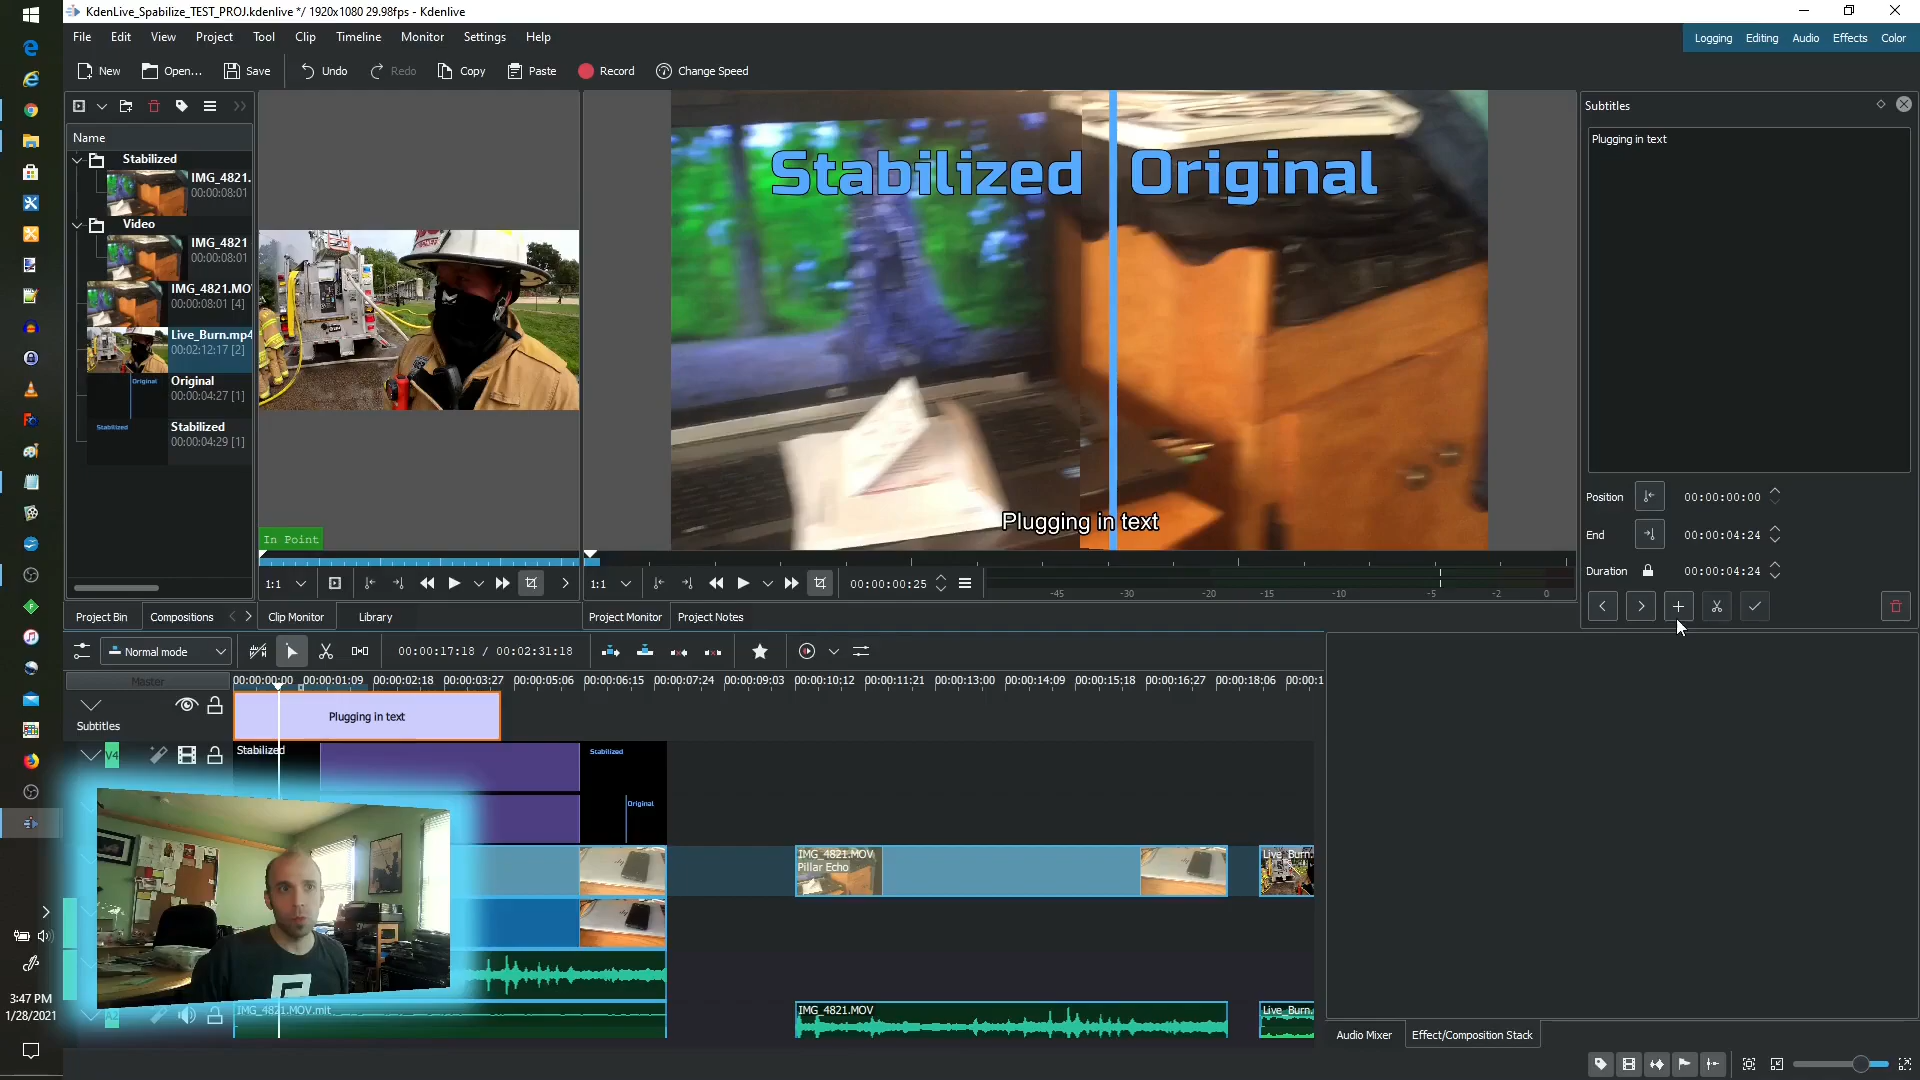 KdenLive_Spabilize_TEST_PROJ.kdenlive */ 1920x1080 29.98fps - Kdenlive
File Edit View Project Tool Clip Timeline Monitor Settings Help
Logging Editing Audio Effects Color
New Open... Save Undo Redo Copy Paste Record Change Speed
Name
Stabilized
IMG_4821.
00:00:08:01
Video
IMG_4821
00:00:08:01
IMG_4821.MO
00:00:08:01 [4]
Live_Burn.mp4
00:02:12:17 [2]
Original
Original
00:00:04:27 [1]
Stabilized
Stabilized
00:00:04:29 [1]
In Point
1:1
Stabilized Original
Plugging in text
1:1
00:00:00:25
-45 -30 -20 -15 -10 -5 -2 0
Subtitles
Plugging in text
Position 00:00:00:00
End 00:00:04:24
Duration 00:00:04:24
Project Bin Compositions Clip Monitor Library Project Monitor Project Notes
Normal mode
00:00:17:18 / 00:02:31:18
Master
00:00:00:00 00:00:01:09 00:00:02:18 00:00:03:27 00:00:05:06 00:00:06:15 00:00:07:24 00:00:09:03 00:00:10:12 00:00:11:21 00:00:13:00 00:00:14:09 00:00:15:18 00:00:16:27 00:00:18:06 00:00:1
Subtitles
Plugging in text
V4
Stabilized
Stabilized
Original
IMG_4821.MOV
Pillar Echo
Live_Burn.
A2
IMG_4821.MOV.mlt
IMG_4821.MOV
Live_Burn.
3:47 PM
1/28/2021
Audio Mixer Effect/Composition Stack